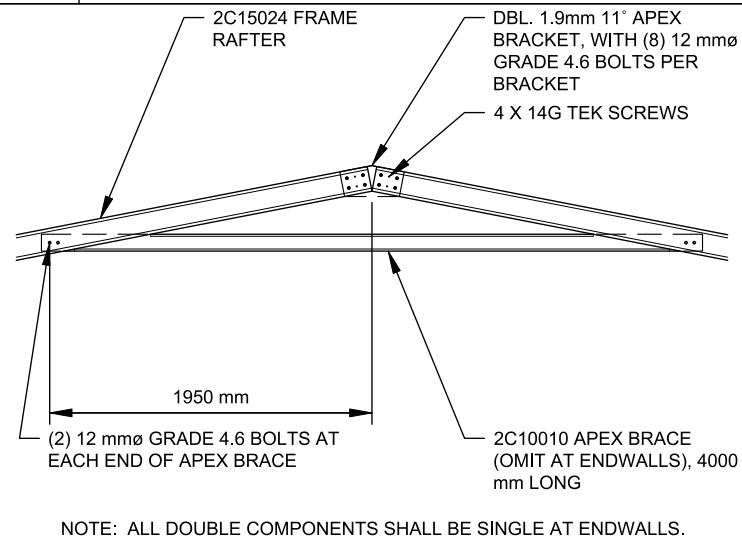 2C15024 FRAME
RAFTER
DBL. 1.9mm 11° APEX
BRACKET, WITH (8) 12 mmø
GRADE 4.6 BOLTS PER
BRACKET
4 X 14G TEK SCREWS
1950 mm
(2) 12 mmø GRADE 4.6 BOLTS AT
EACH END OF APEX BRACE
2C10010 APEX BRACE
(OMIT AT ENDWALLS), 4000
mm LONG
NOTE: ALL DOUBLE COMPONENTS SHALL BE SINGLE AT ENDWALLS.